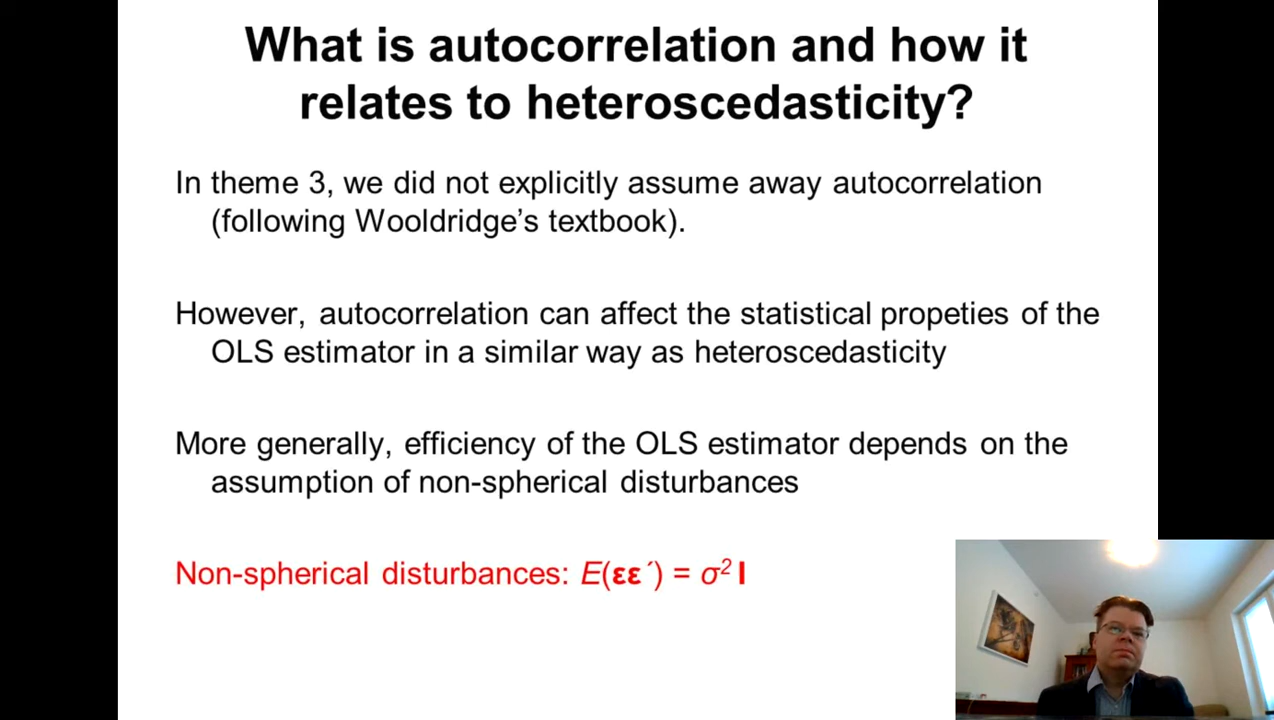 What is autocorrelation and how it
relates to heteroscedasticity?
In theme 3, we did not explicitly assume away autocorrelation
(following Wooldridge’s textbook).
However, autocorrelation can affect the statistical propeties of the
OLS estimator in a similar way as heteroscedasticity
More generally, efficiency of the OLS estimator depends on the
assumption of non-spherical disturbances
Non-spherical disturbances: E(εε´) = σ² I